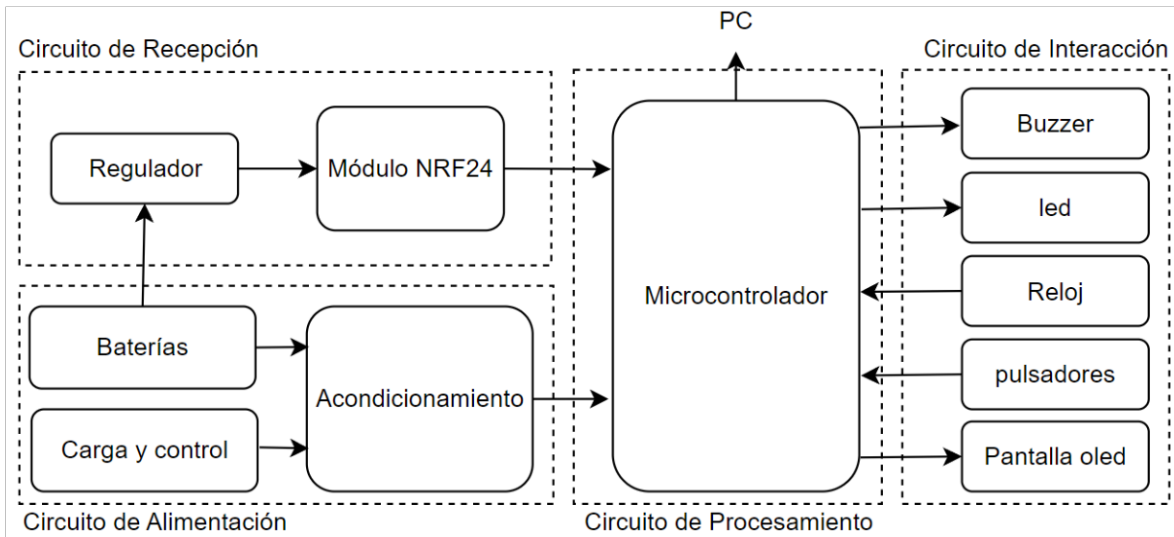 PC
Circuito de Recepción
Circuito de Interacción
Regulador
Módulo NRF24
Buzzer
led
Microcontrolador
Reloj
Baterías
Acondicionamiento
pulsadores
Carga y control
Pantalla oled
Circuito de Alimentación
Circuito de Procesamiento